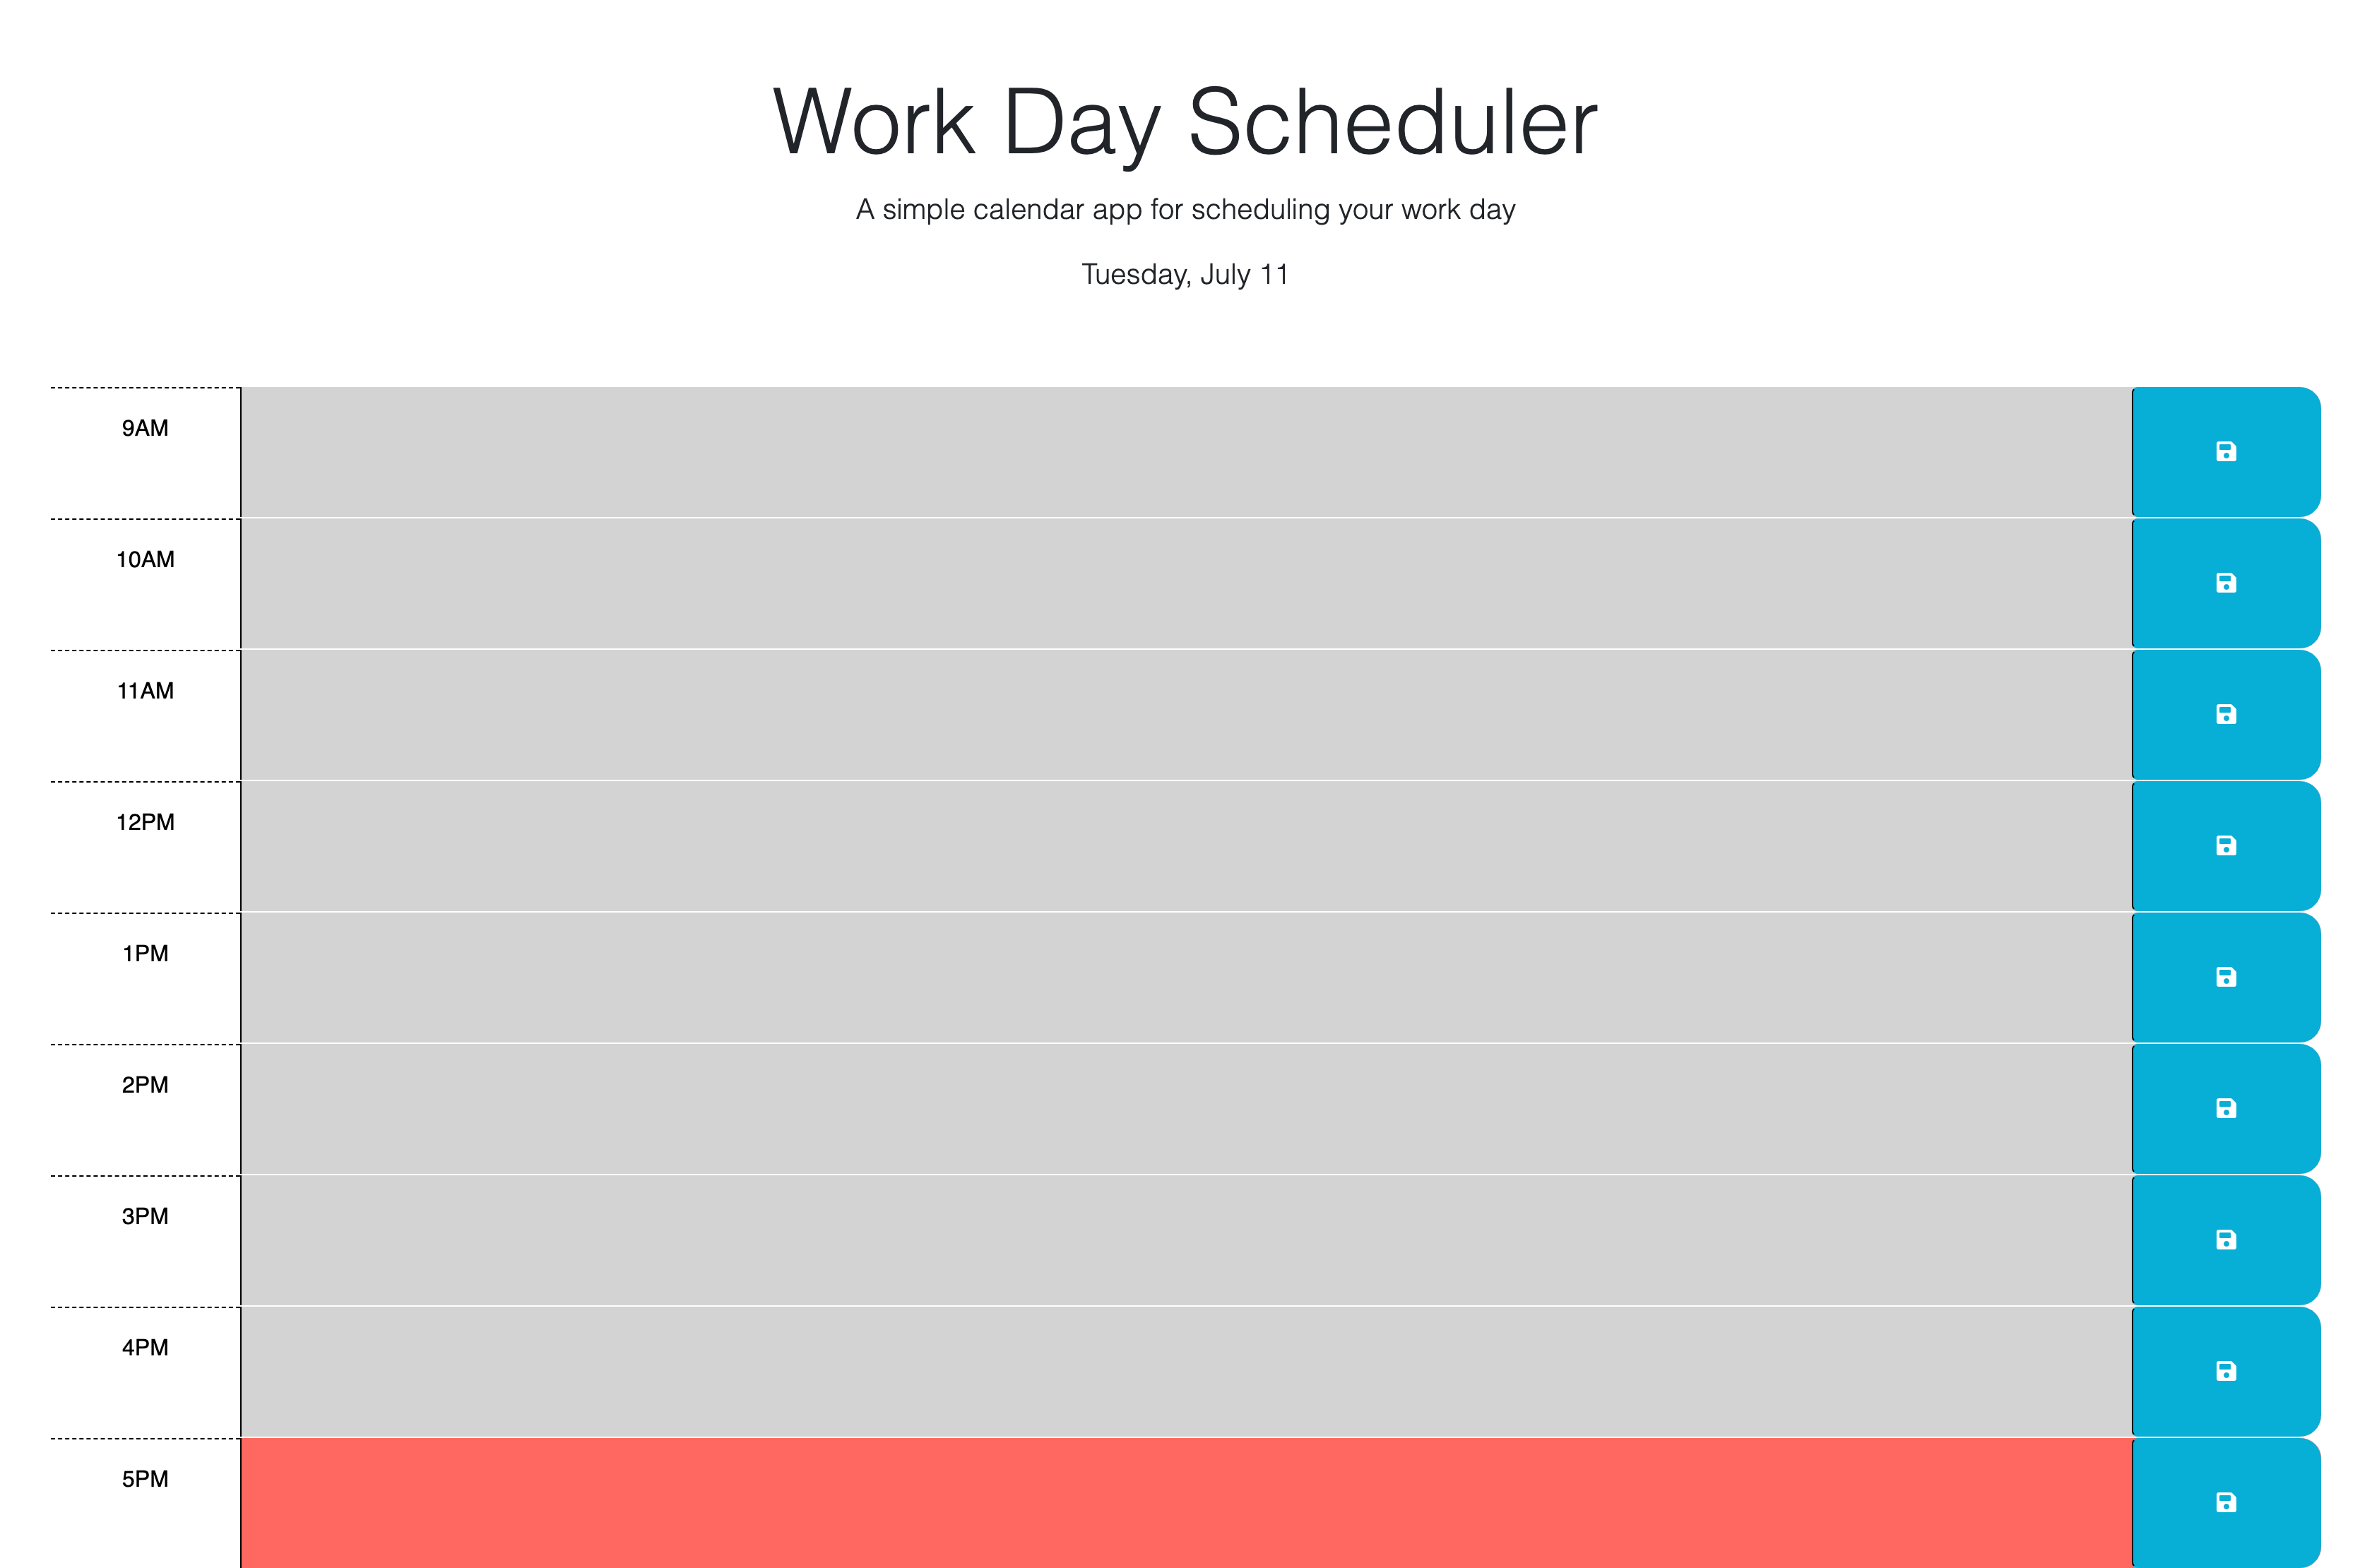 Work Day Scheduler
A simple calendar app for scheduling your work day
Tuesday, July 11
9AM
10AM
11AM
12PM
1PM
2PM
3PM
4PM
5PM